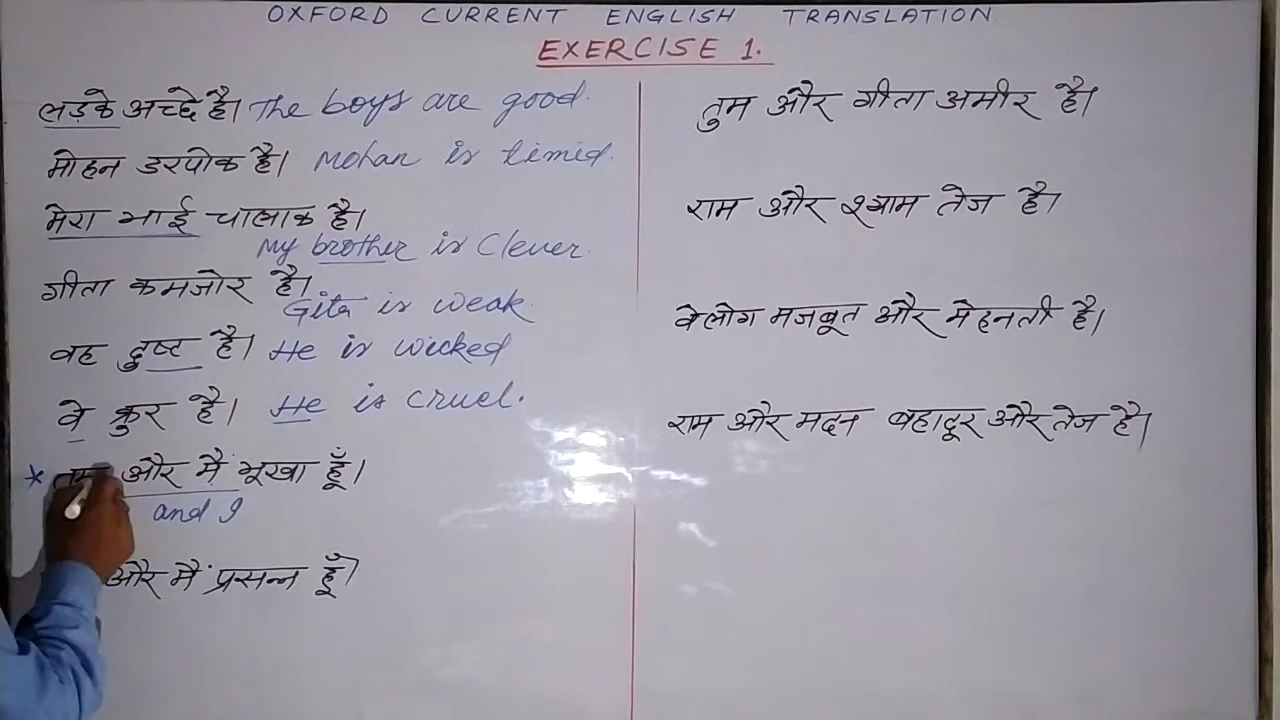 OXFORD CURRENT ENGLISH TRANSLATION
EXERCISE 1.
लड़के अच्छे है। The boys are good.
मोहन डरपोक है। Mohan is timid.
मेरा भाई चालाक है।
My brother is Clever.
गीता कमजोर है।
Gita is weak.
वह दुष्ट है। He is wicked
वे क्रुर है। He is cruel.
* तुम और मैं भूखा हूँ।
and I
और मैं प्रसन्न हूँ।
तुम और गीता अमीर है।
राम और श्याम तेज है।
वेलोग मजबूत और मेहनती है।
राम और मदन बहादूर और तेज है।